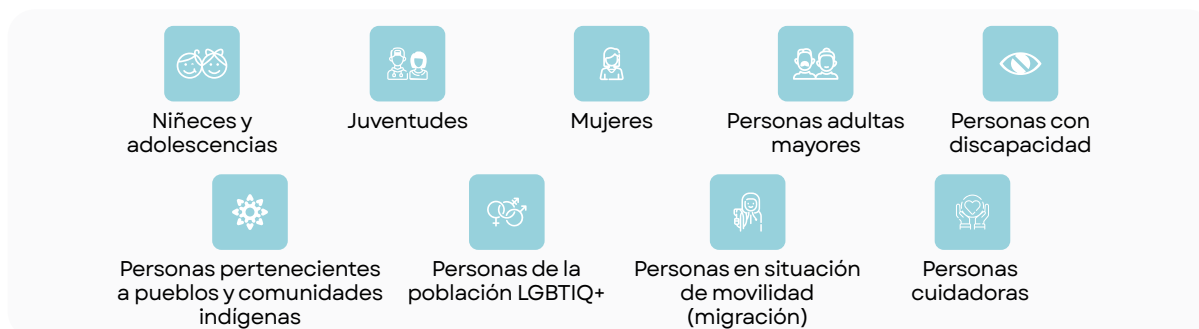 Niñeces y
adolescencias
Juventudes
Mujeres
Personas adultas
mayores
Personas con
discapacidad
Personas pertenecientes
a pueblos y comunidades
indígenas
Personas de la
población LGBTIQ+
Personas en situación
de movilidad
(migración)
Personas
cuidadoras